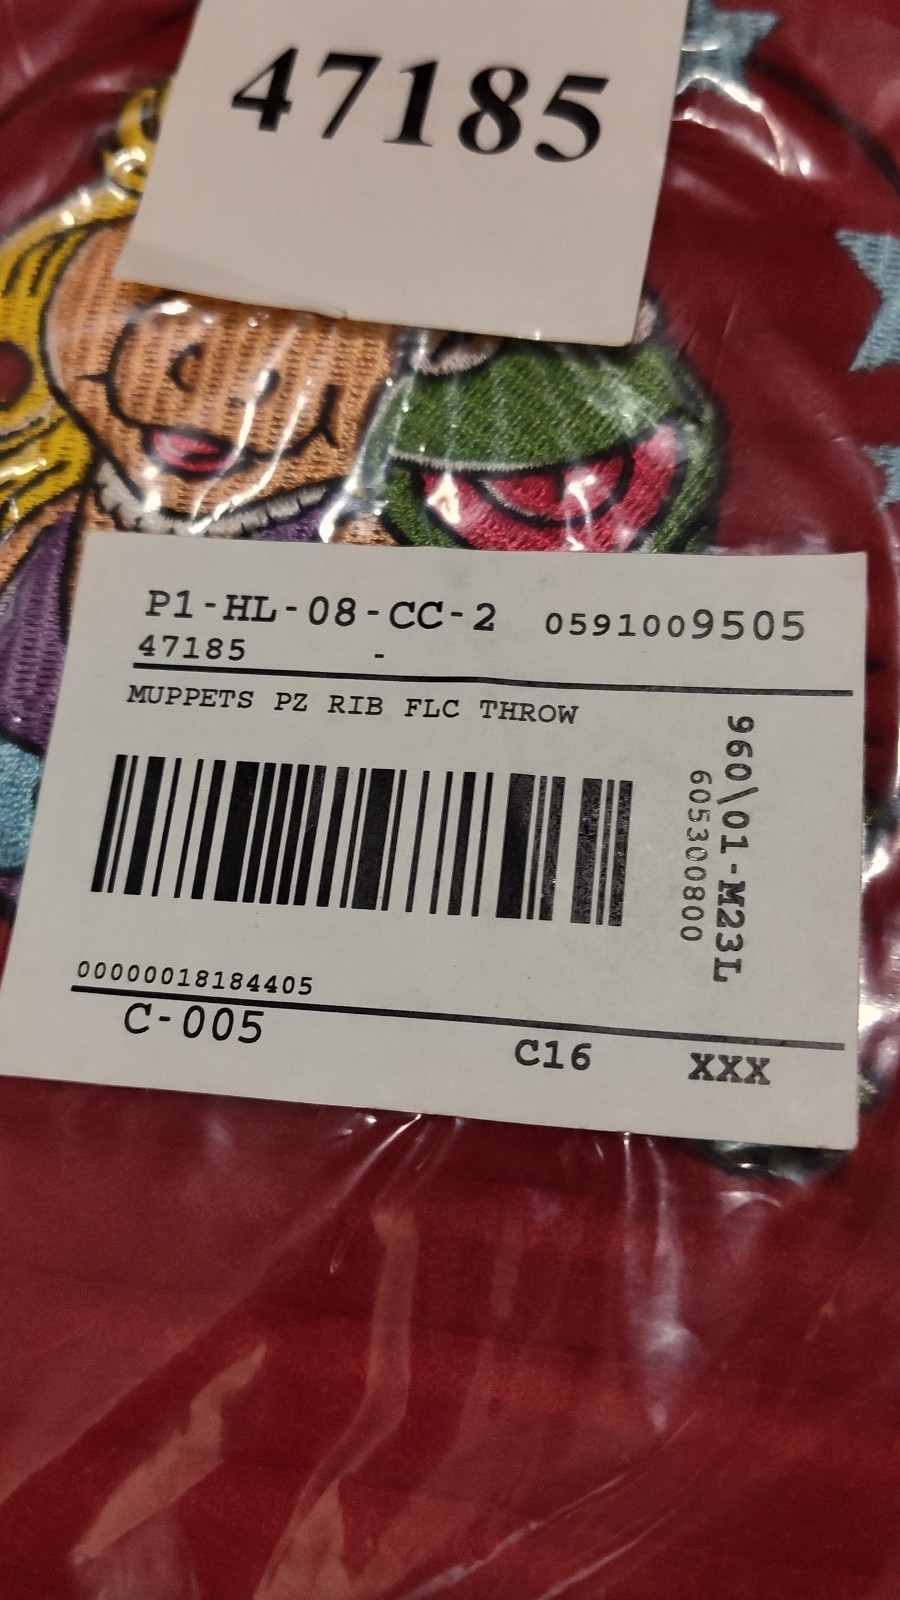 47185
P1-HL-08-CC-2 0591009505
47185 -
MUPPETS PZ RIB FLC THROW
960\01-M23L
605300800
00000018184405
C-005 C16 XXX